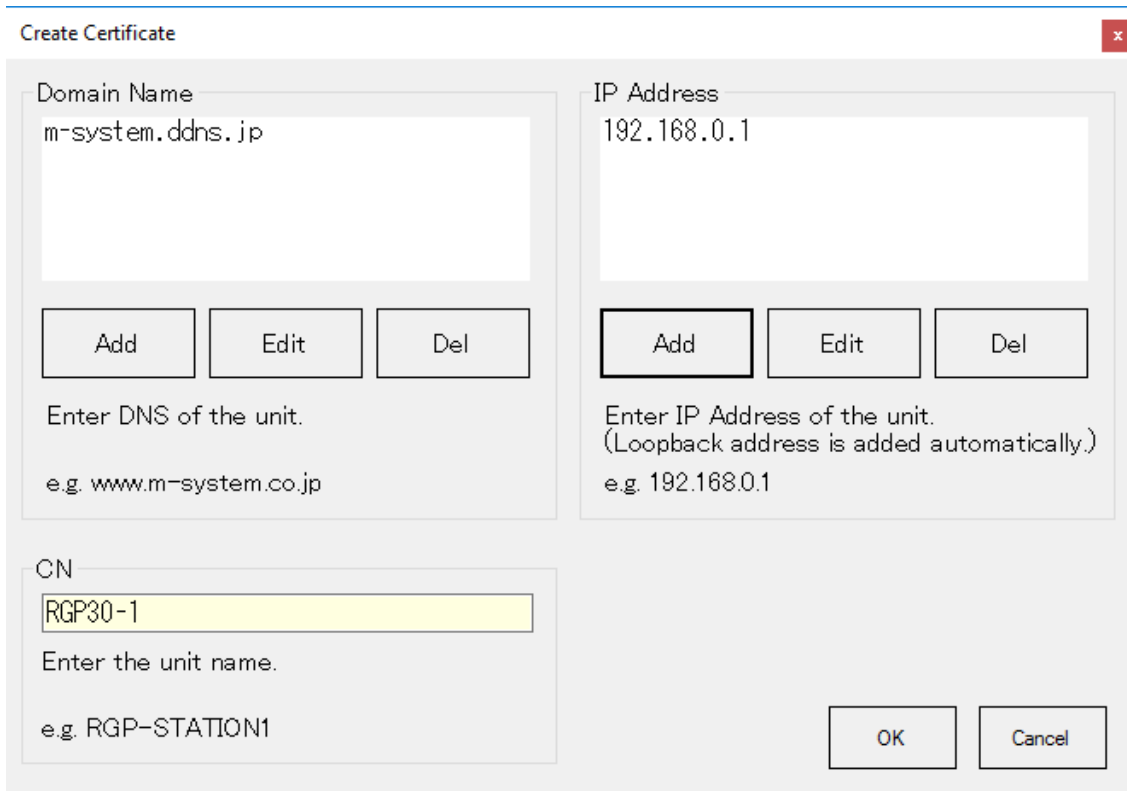 Create Certificate
x
Domain Name
m-system.ddns.jp
Add
Edit
Del
Enter DNS of the unit.
e.g. www.m-system.co.jp
IP Address
192.168.0.1
Add
Edit
Del
Enter IP Address of the unit.
(Loopback address is added automatically.)
e.g. 192.168.0.1
CN
RGP30-1
Enter the unit name.
e.g. RGP-STATION1
OK
Cancel